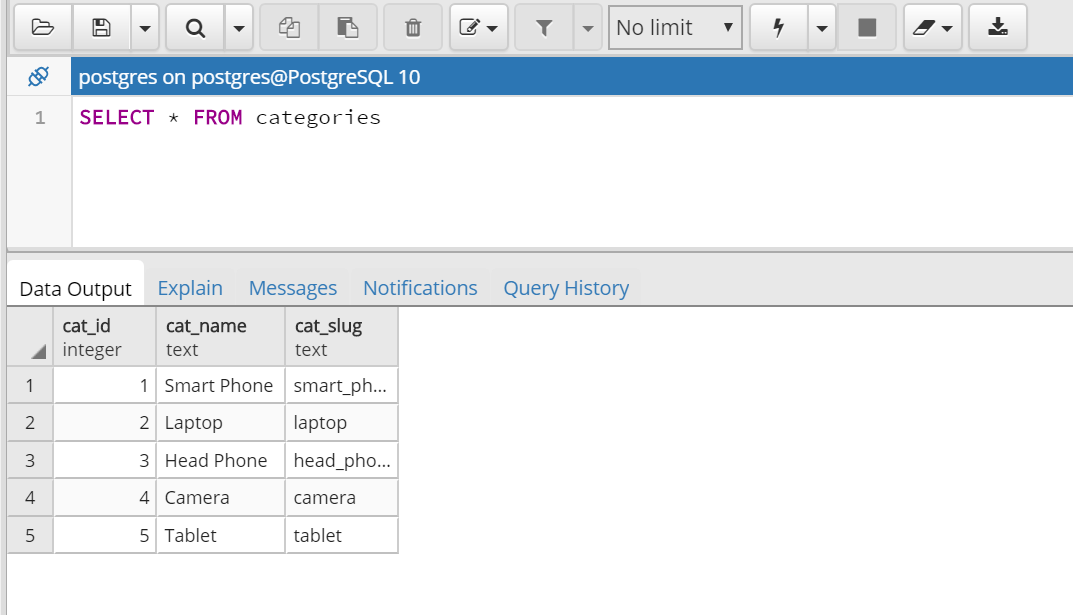 No limit
postgres on postgres@PostgreSQL 10
1 SELECT * FROM categories
Data Output Explain Messages Notifications Query History
cat_id cat_name cat_slug
integer text text
1 1 Smart Phone smart_ph...
2 2 Laptop laptop
3 3 Head Phone head_pho...
4 4 Camera camera
5 5 Tablet tablet